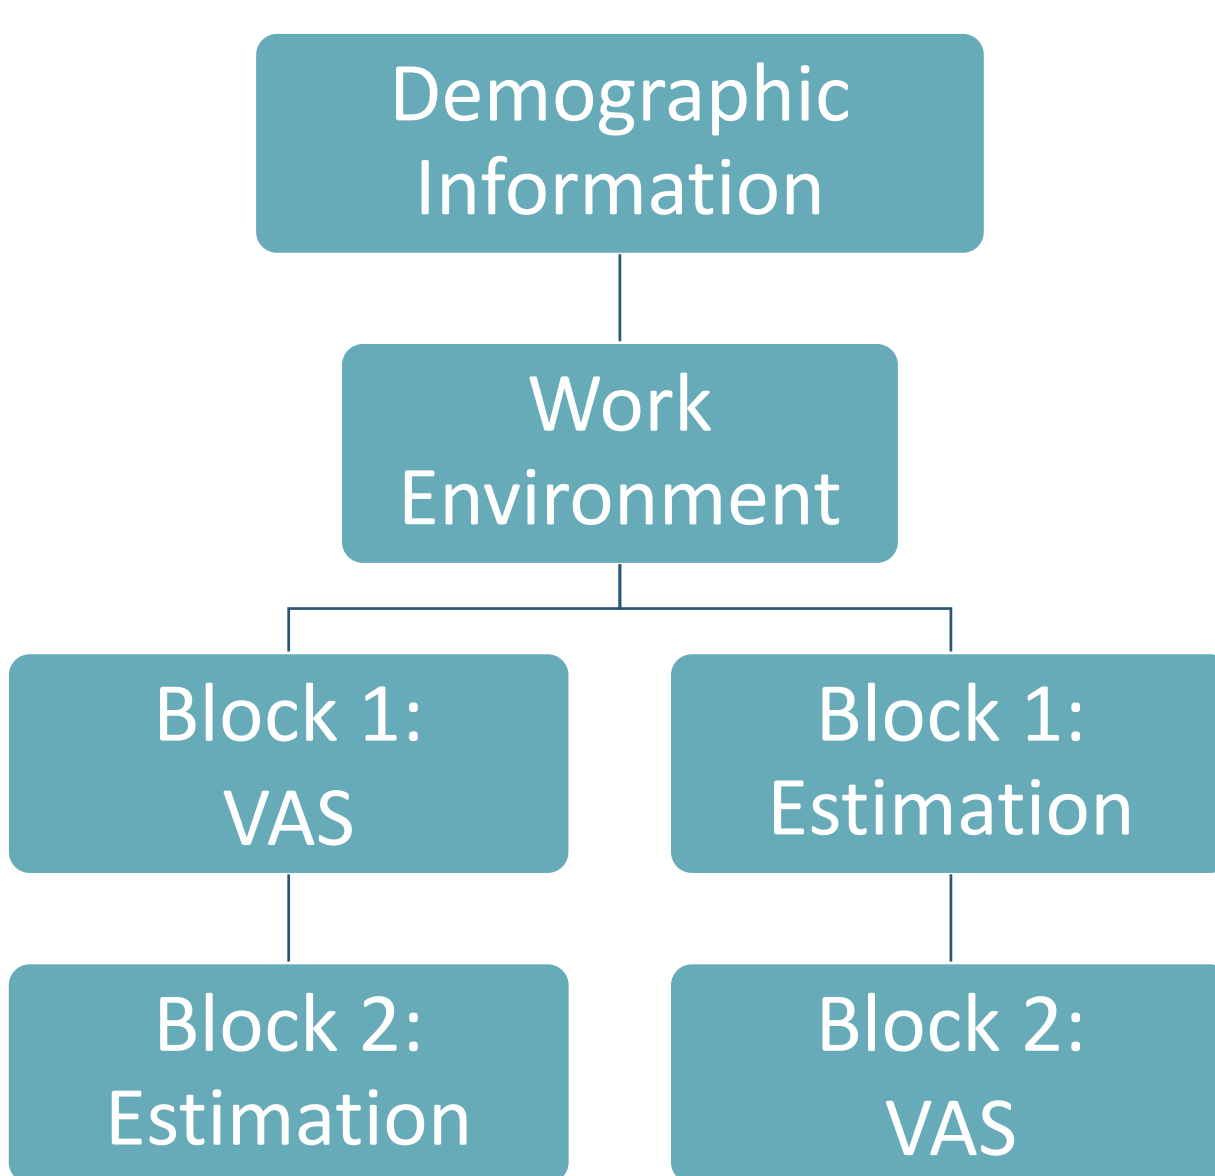 Demographic
Information
Work
Environment
Block 1:
VAS
Block 1:
Estimation
Block 2:
Estimation
Block 2:
VAS